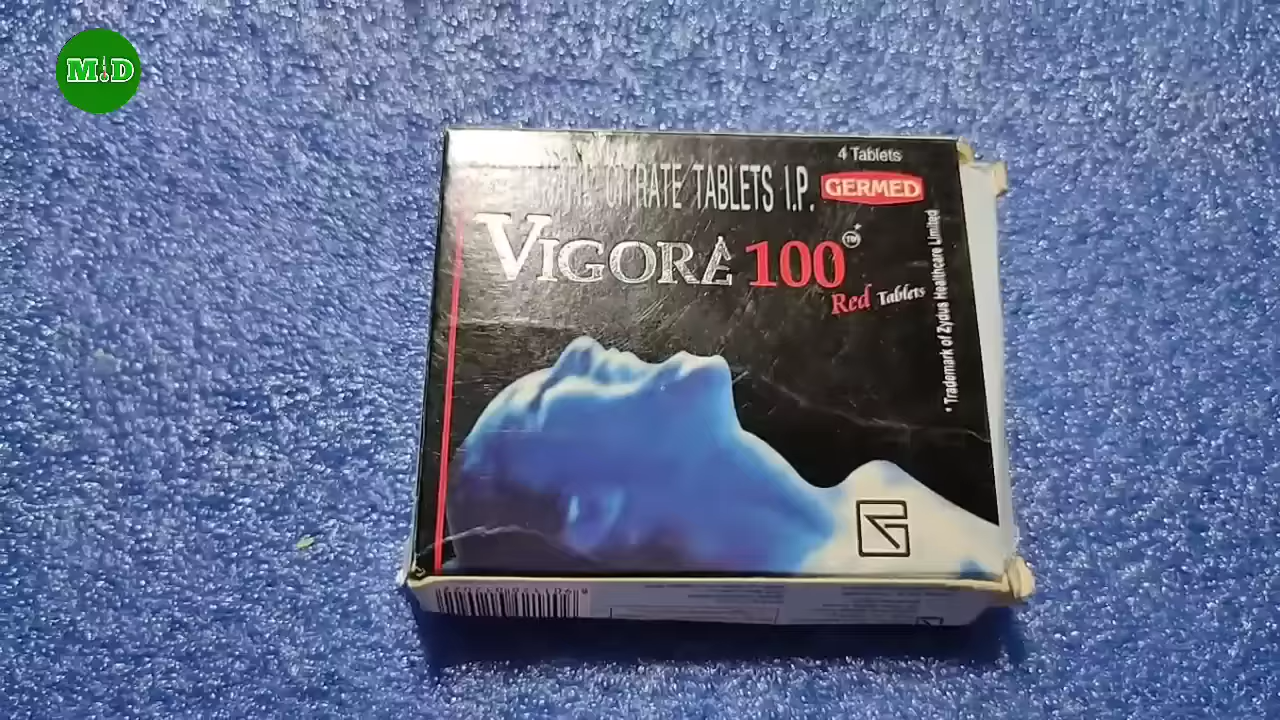 M D
4 Tablets
CITRATE TABLETS I.P.
GERMED
VIGORA 100
TM*
Red Tablets
* Trademark of Zydus Healthcare Limited